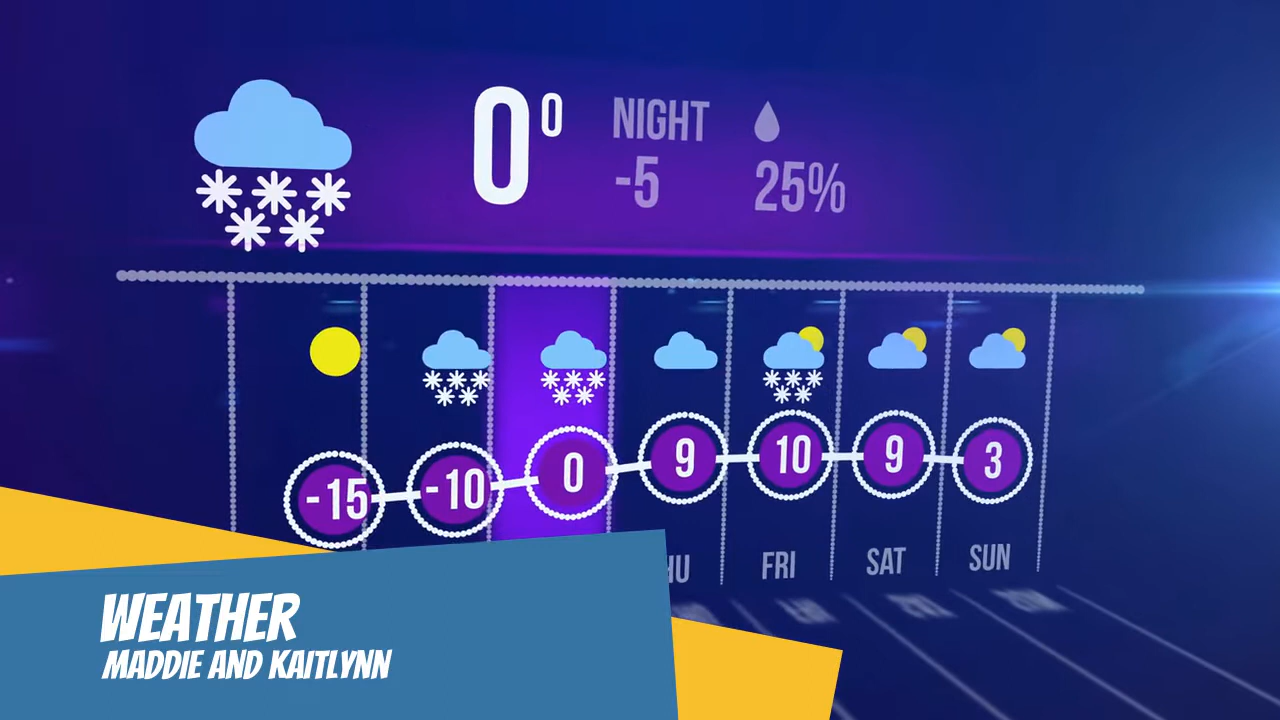 0°
NIGHT
-5
25%
-15 -10 0 9 10 9 3
FRI SAT SUN
WEATHER
MADDIE AND KAITLYNN